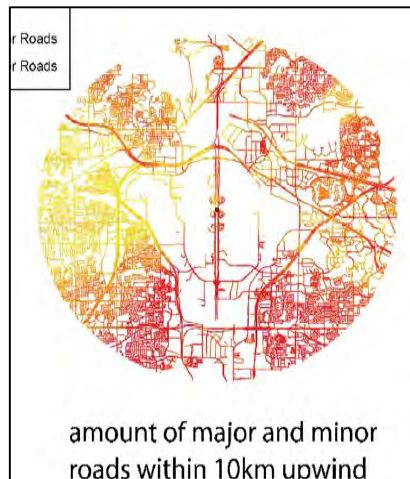 r Roads
r Roads
amount of major and minor
roads within 10km upwind